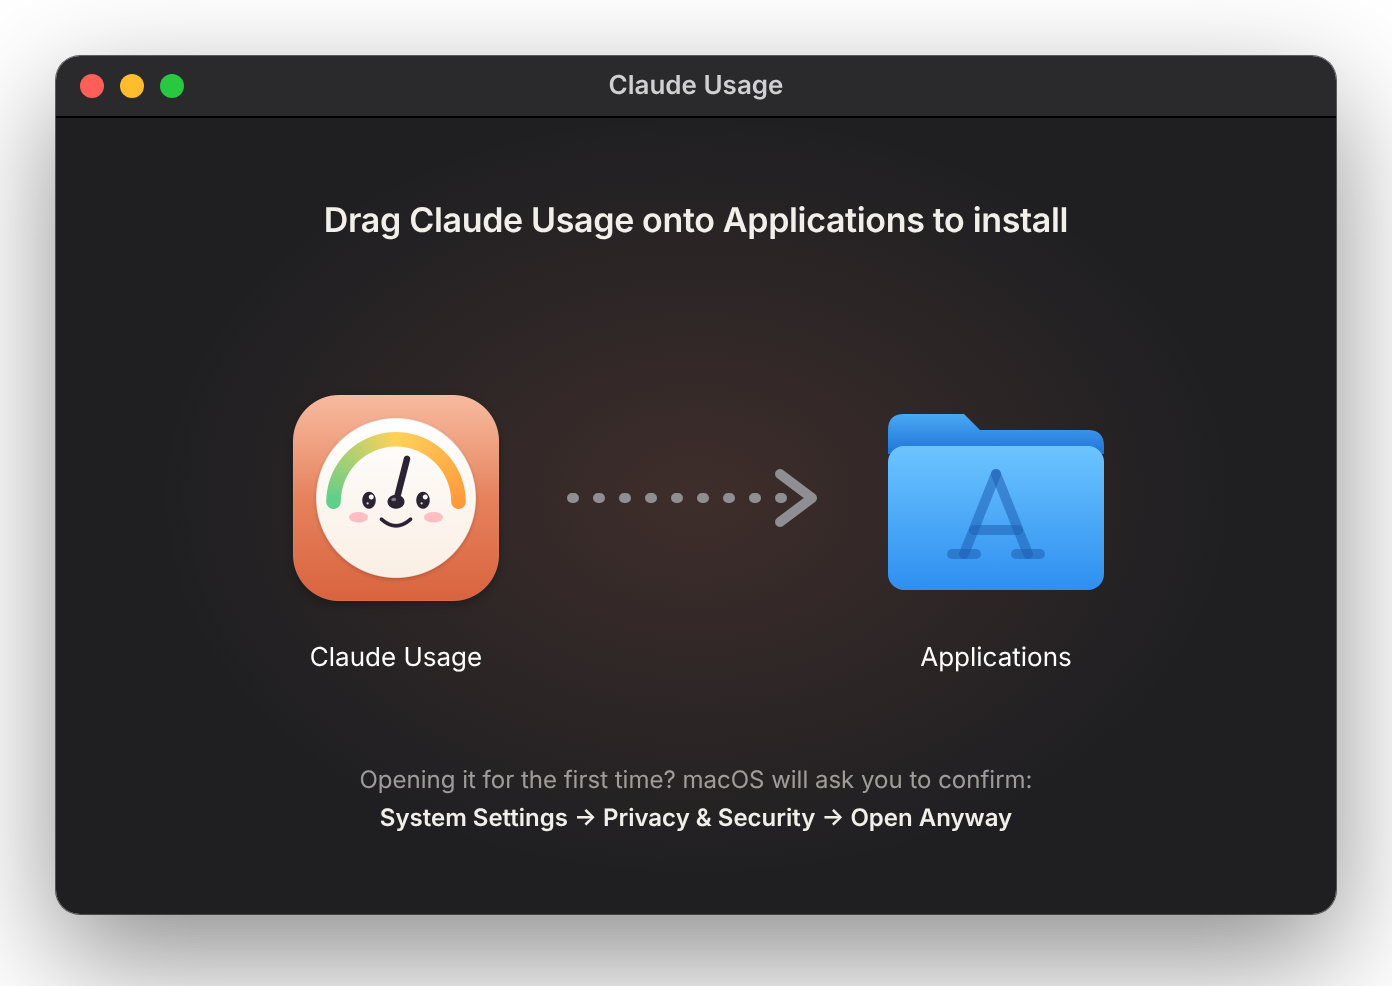 Claude Usage
Drag Claude Usage onto Applications to install
Claude Usage
Applications
Opening it for the first time? macOS will ask you to confirm:
System Settings → Privacy & Security → Open Anyway